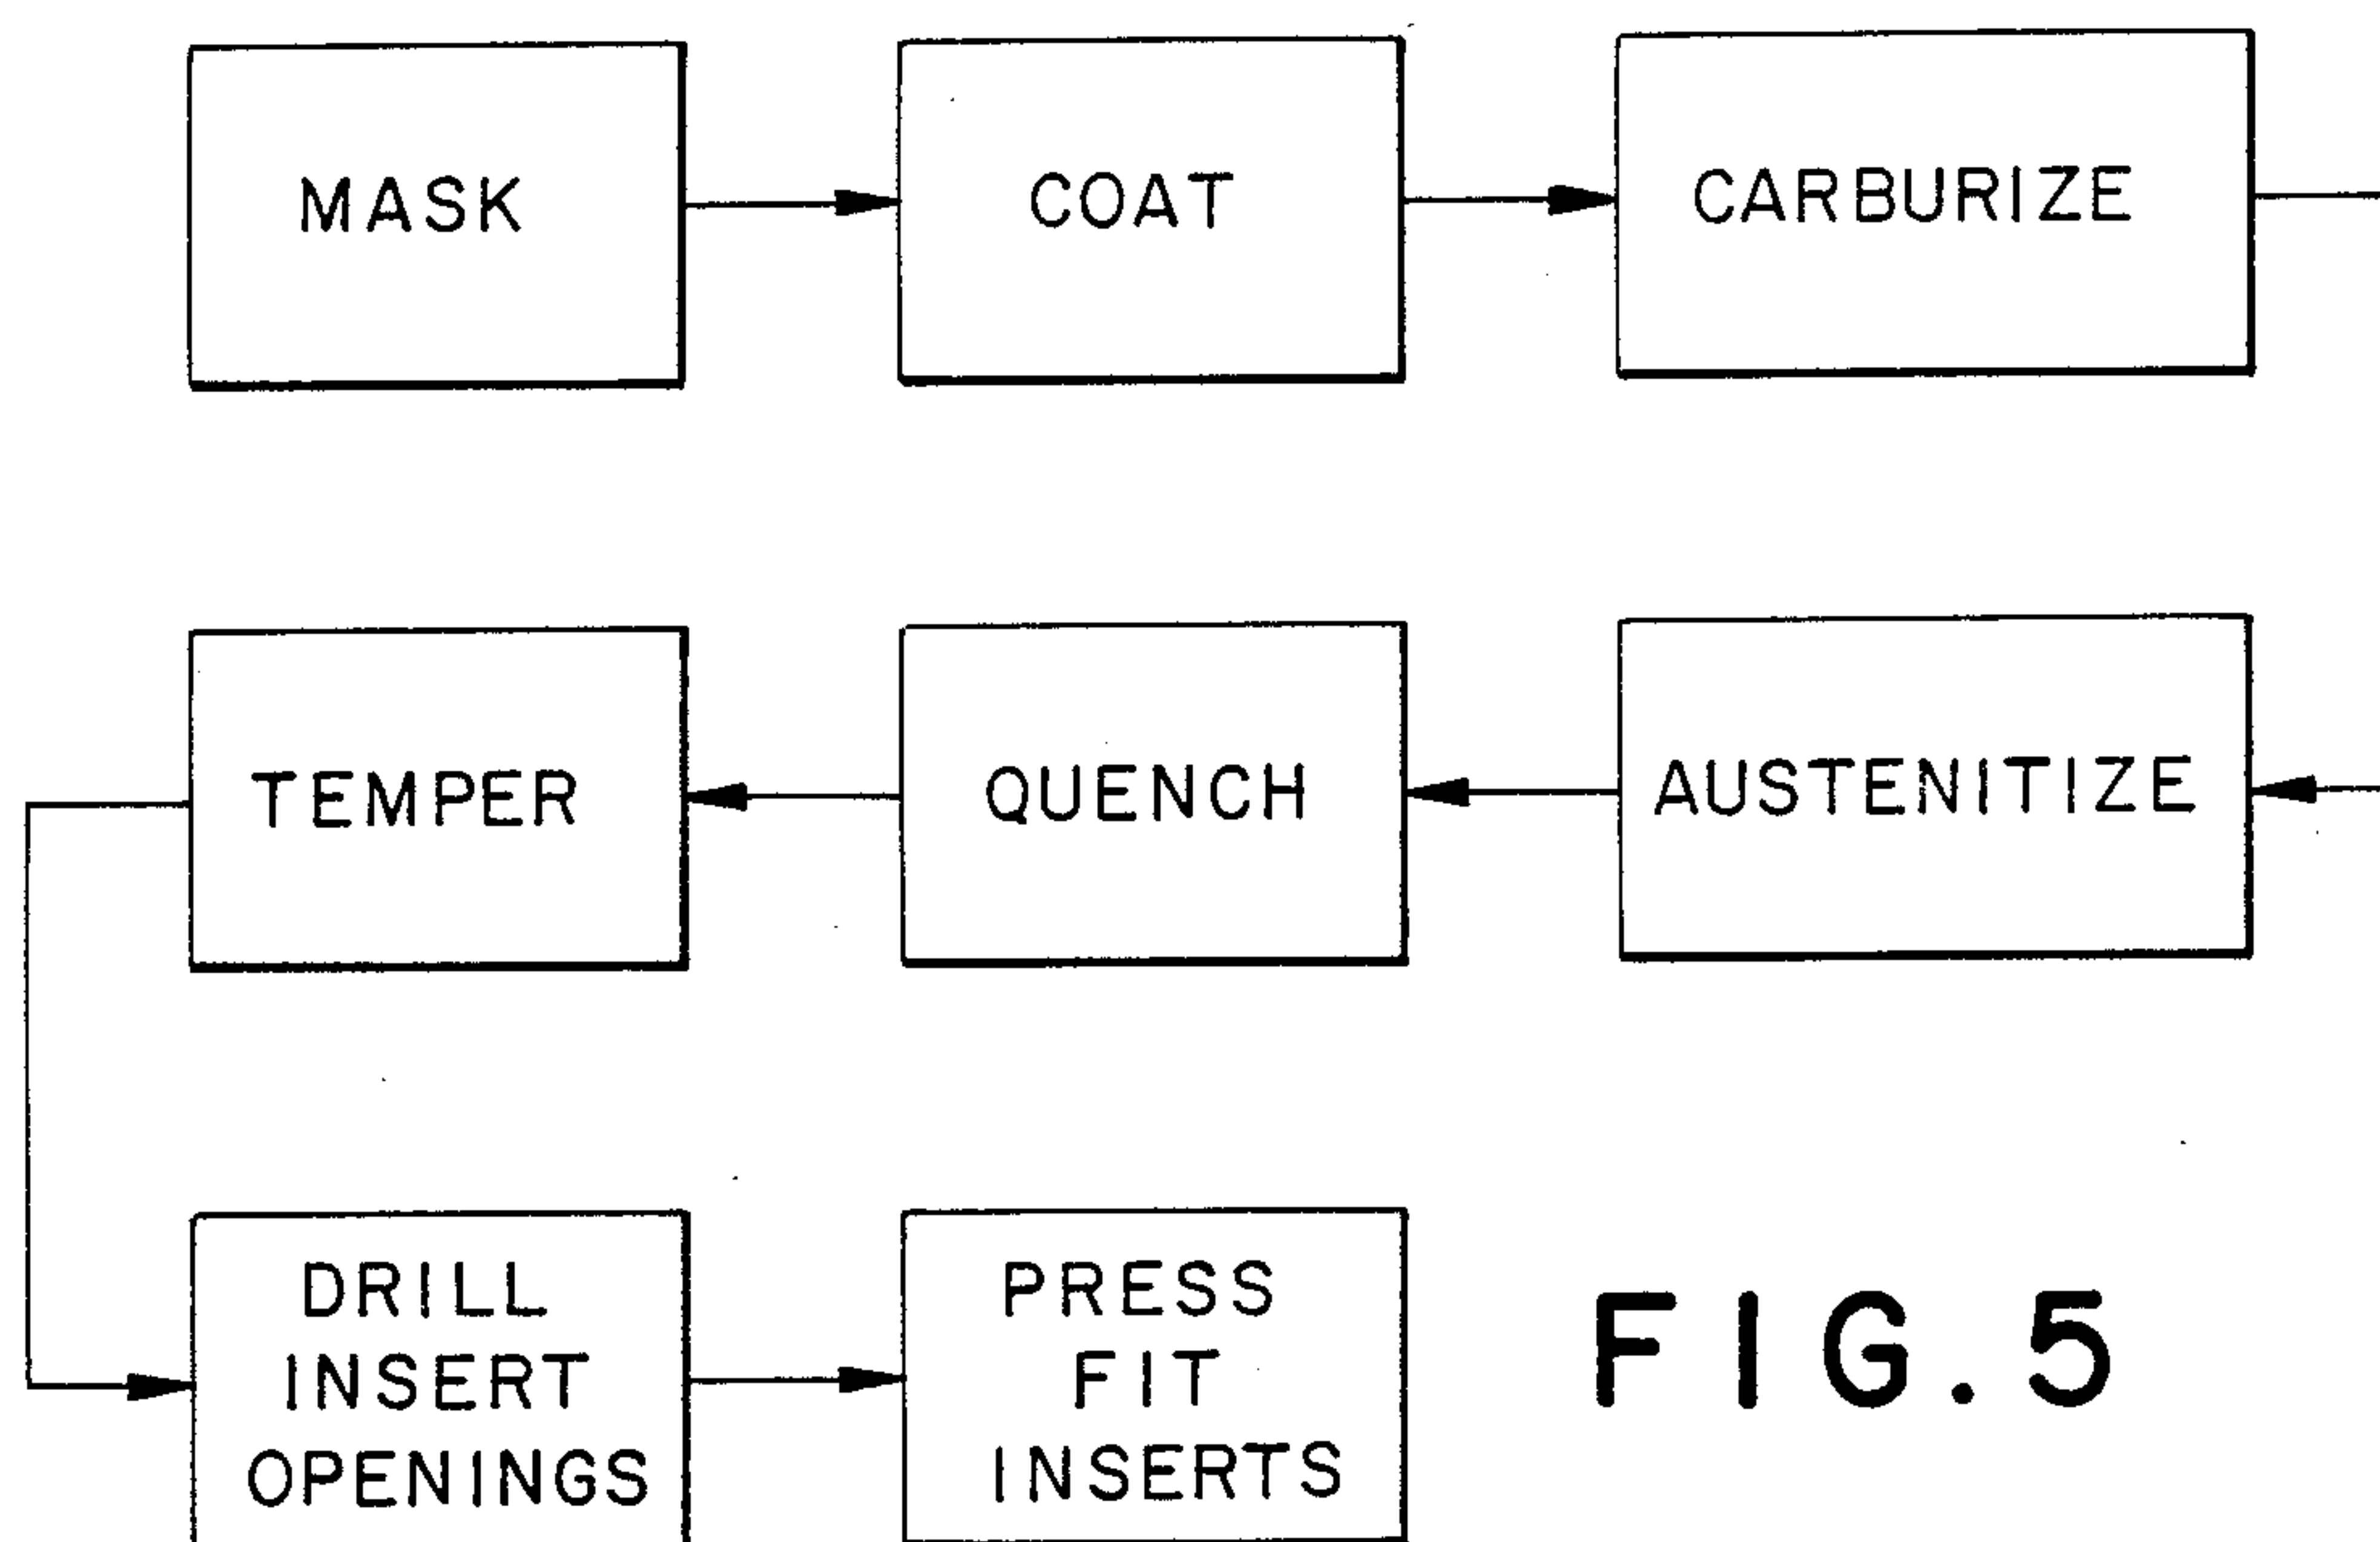 MASK
COAT
CARBURIZE
AUSTENITIZE
QUENCH
TEMPER
DRILL
INSERT
OPENINGS
PRESS
FIT
INSERTS
FIG.5